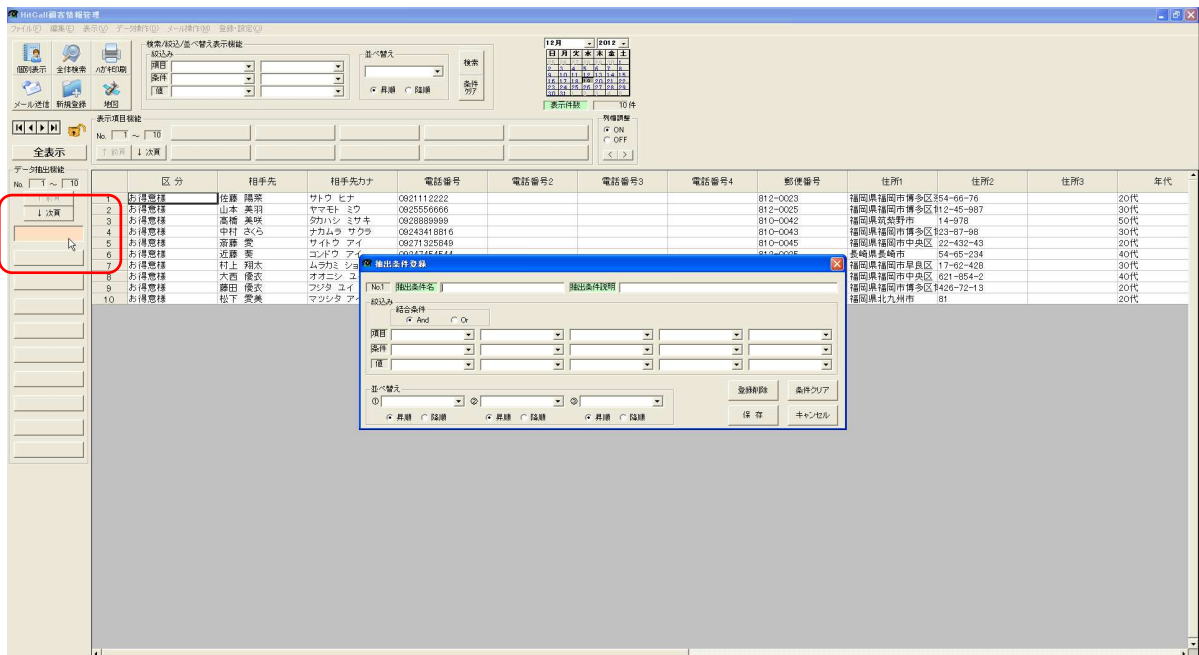 HitCall顧客情報管理
ファイル(F) 編集(E) 表示(V) データ操作(D) メール操作(M) 登録・設定(O)
検索/絞込/並べ替え表示機能
絞込み
並べ替え
個別表示 全体検索 ハガキ印刷
項目
条件
値
昇順 降順
検索
条件クリア
メール送信 新規登録 地図
12月 2012
日 月 火 水 木 金 土
表示件数 10 件
表示項目機能
No. 1 ～ 10
↑ 前頁 ↓ 次頁
列幅調整
ON
OFF
< >
全表示
データ抽出機能
No. 1 ～ 10
↑ 前頁
↓ 次頁
区 分 相手先 相手先カナ 電話番号 電話番号2 電話番号3 電話番号4 郵便番号 住所1 住所2 住所3 年代
1 お得意様 佐藤 陽菜 サトウ ヒナ 0921112222 812-0023 福岡県福岡市博多区 54-66-76 20代
2 お得意様 山本 美羽 ヤマモト ミウ 0925556666 812-0025 福岡県福岡市博多区 12-45-987 30代
3 お得意様 高橋 美咲 タカハシ ミサキ 0928889999 810-0042 福岡県筑紫野市 14-978 50代
4 お得意様 中村 さくら ナカムラ サクラ 09243418816 810-0043 福岡県福岡市博多区 123-87-98 30代
5 お得意様 斎藤 愛 サイトウ アイ 09271325849 810-0045 福岡県福岡市中央区 22-432-43 20代
6 お得意様 近藤 葵 コンドウ アイ 長崎県長崎市 54-65-234 40代
7 お得意様 村上 翔太 ムラカミ ショ 福岡県福岡市早良区 17-62-428 30代
8 お得意様 大西 優衣 オオニシ ユ 福岡県福岡市中央区 621-854-2 40代
9 お得意様 藤田 優衣 フジタ ユイ 福岡県福岡市博多区 1426-72-13 20代
10 お得意様 松下 愛美 マツシタ 福岡県北九州市 81 20代
抽出条件登録
No.1 抽出条件名 抽出条件説明
絞込み
結合条件
And Or
項目
条件
値
並べ替え
① ② ③
昇順 降順 昇順 降順 昇順 降順
登録削除 条件クリア
保 存 キャンセル